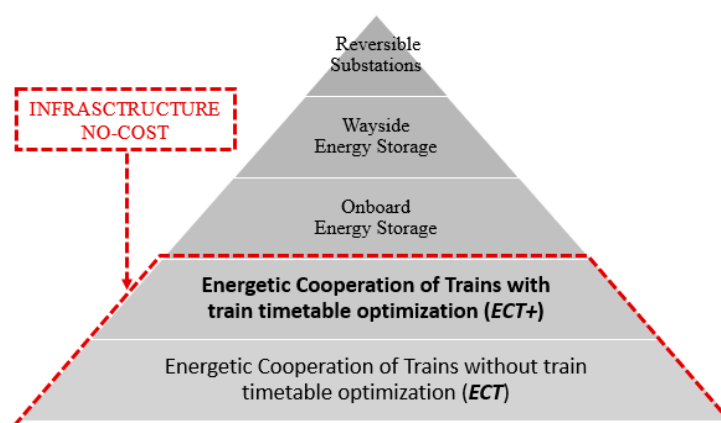 Reversible
Substations
INFRASCTRUCTURE
NO-COST
Wayside
Energy Storage
Onboard
Energy Storage
Energetic Cooperation of Trains with
train timetable optimization (ECT+)
Energetic Cooperation of Trains without train
timetable optimization (ECT)